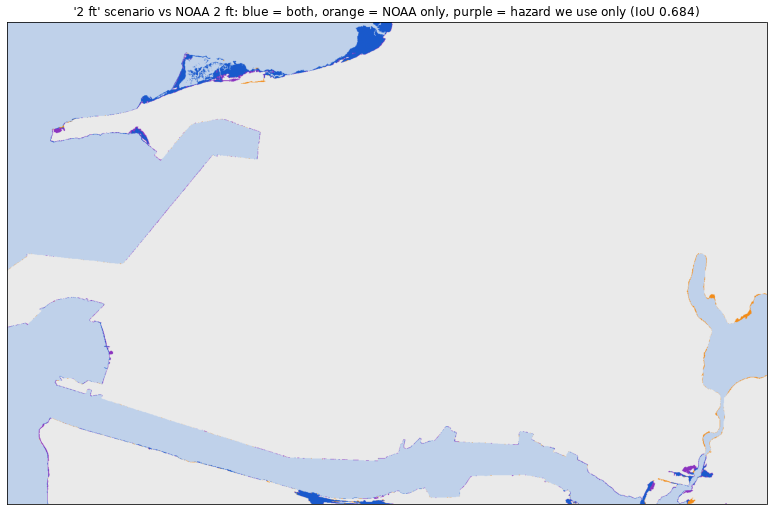 '2 ft' scenario vs NOAA 2 ft: blue = both, orange = NOAA only, purple = hazard we use only (IoU 0.684)